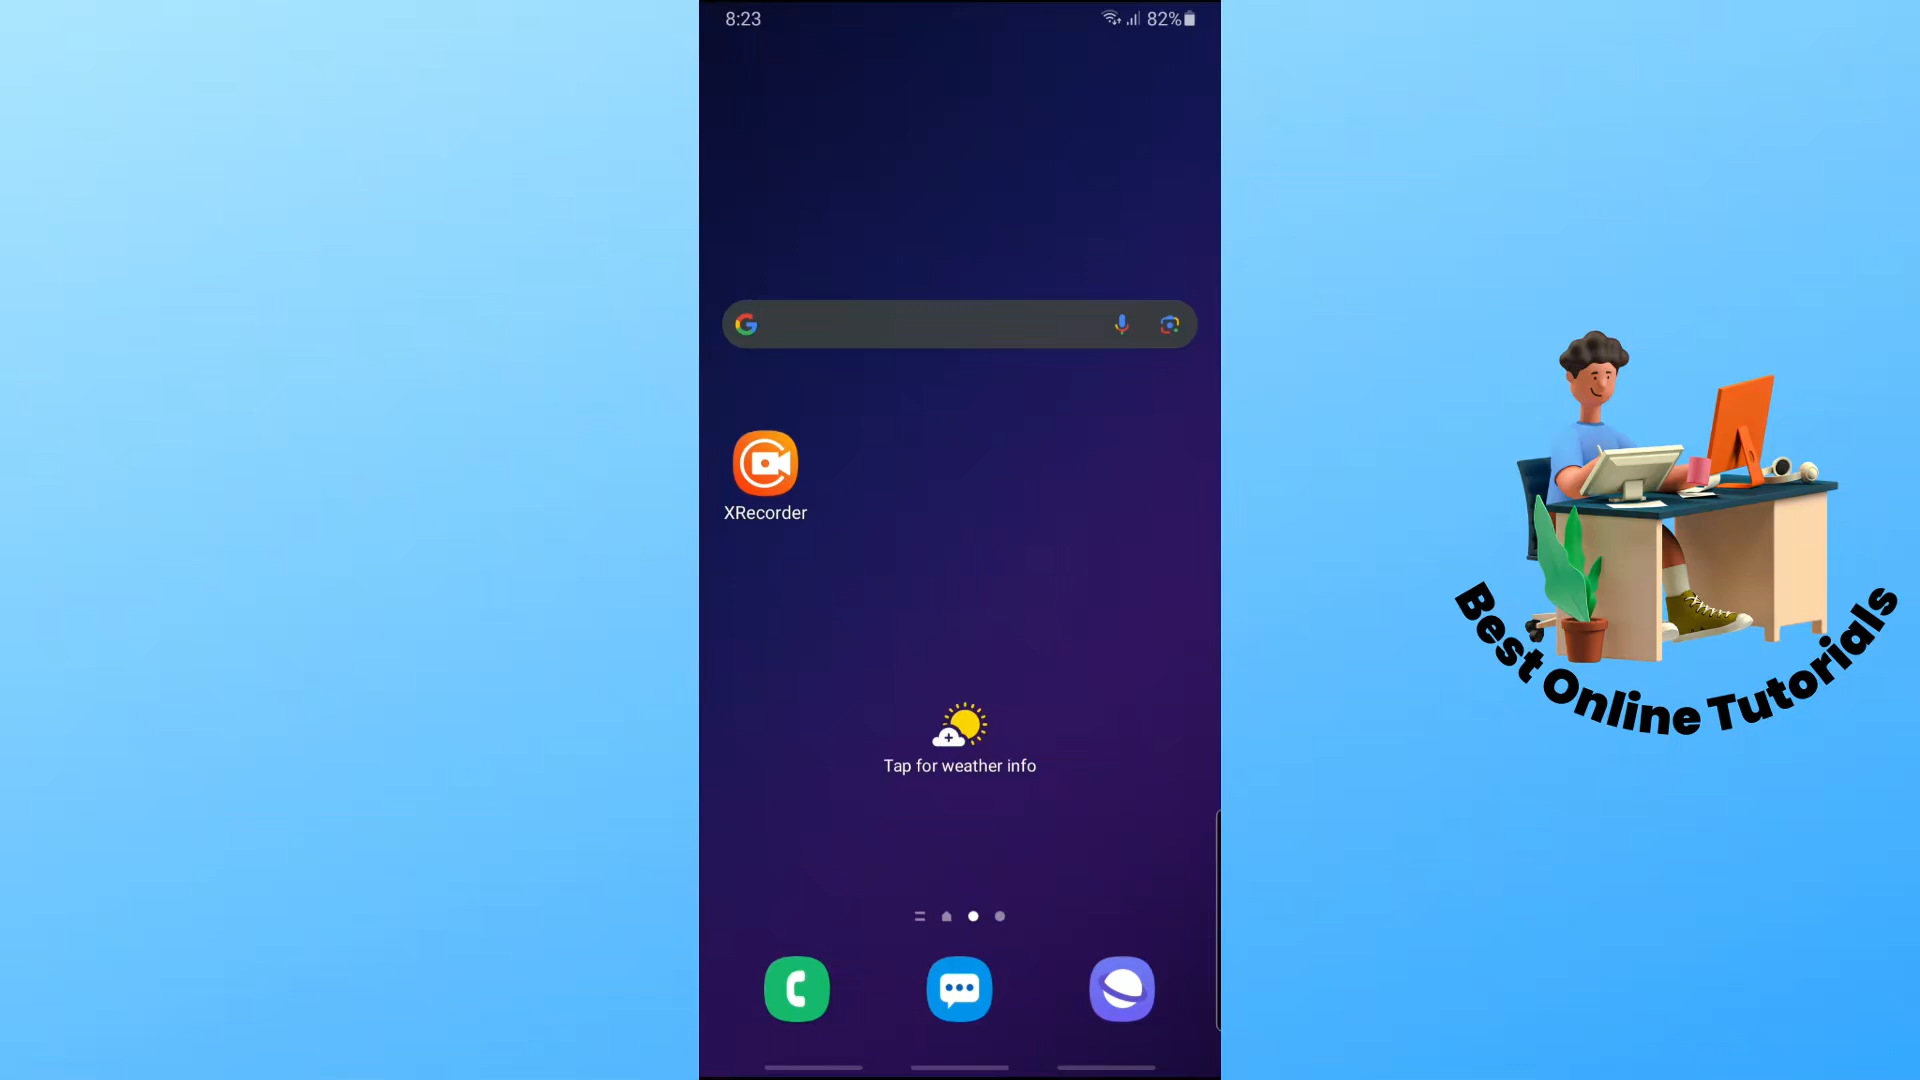 8:23
82%
XRecorder
Tap for weather info
Best Online Tutorials